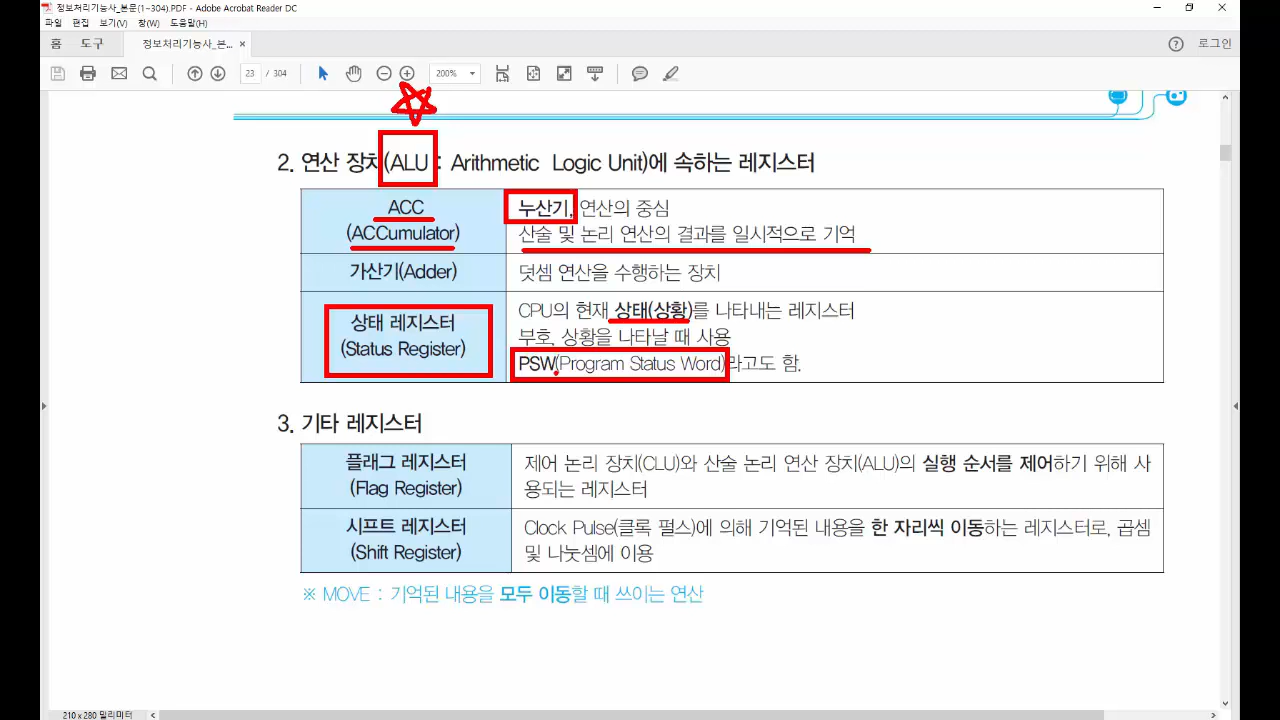 정보처리기능사_본문(1~304).PDF - Adobe Acrobat Reader DC
파일 편집 보기(V) 창(W) 도움말(H)
홈 도구 정보처리기능사_본... × 로그인
23 / 304 200%
2. 연산 장치(ALU : Arithmetic Logic Unit)에 속하는 레지스터
ACC
(ACCumulator)
누산기, 연산의 중심
산술 및 논리 연산의 결과를 일시적으로 기억
가산기(Adder)
덧셈 연산을 수행하는 장치
상태 레지스터
(Status Register)
CPU의 현재 상태(상황)를 나타내는 레지스터
부호, 상황을 나타날 때 사용
PSW(Program Status Word)라고도 함.
3. 기타 레지스터
플래그 레지스터
(Flag Register)
제어 논리 장치(CLU)와 산술 논리 연산 장치(ALU)의 실행 순서를 제어하기 위해 사
용되는 레지스터
시프트 레지스터
(Shift Register)
Clock Pulse(클록 펄스)에 의해 기억된 내용을 한 자리씩 이동하는 레지스터로, 곱셈
및 나눗셈에 이용
※ MOVE : 기억된 내용을 모두 이동할 때 쓰이는 연산
210 x 280 밀리미터